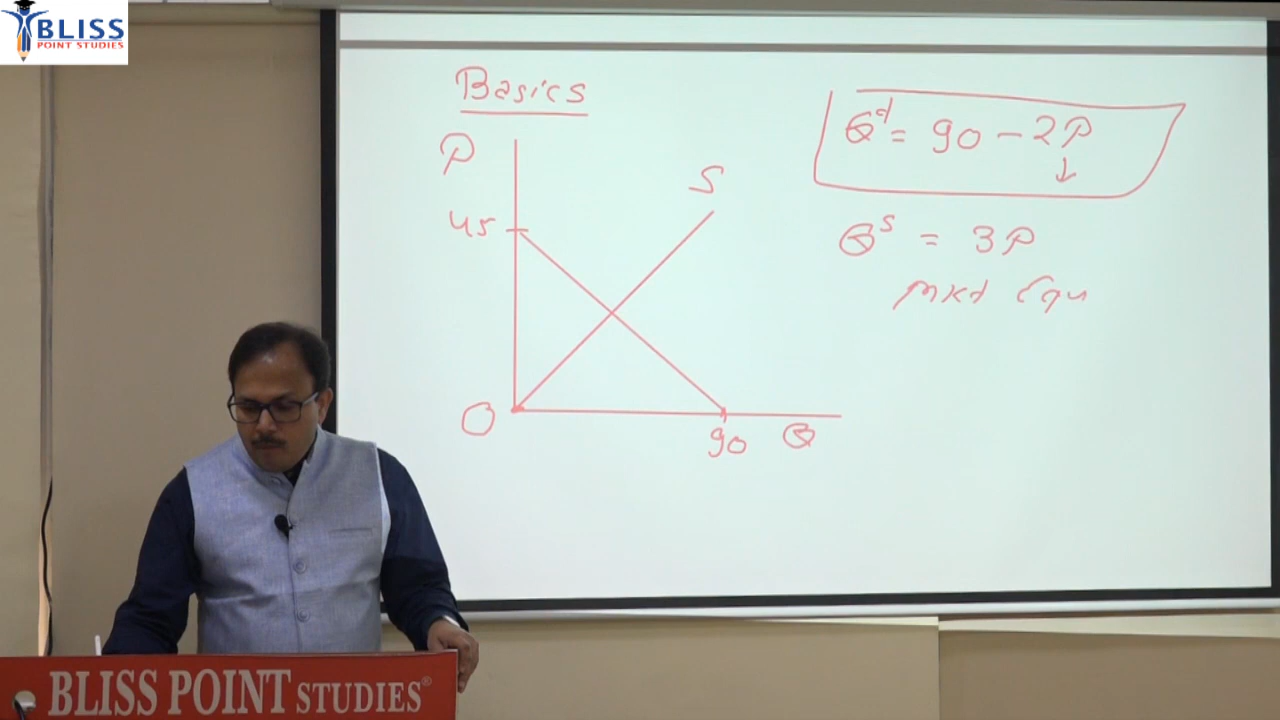 BLISS
POINT STUDIES
Basics
P
S
45
O
90 Q
Qᵈ = 90 - 2P
↓
Qˢ = 3P
Mkt Equ
BLISS POINT STUDIES®